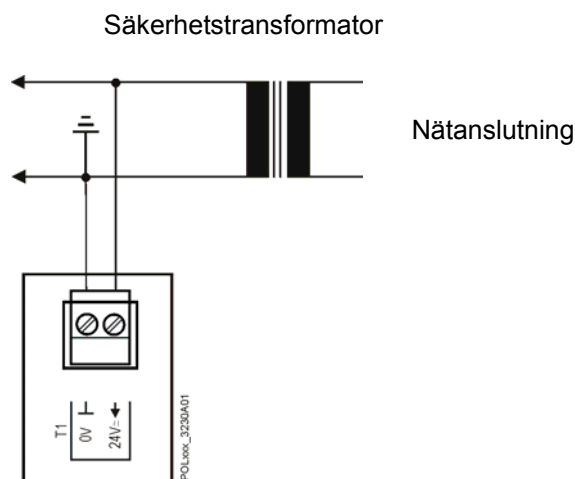 Säkerhetstransformator
Nätanslutning
T1
0V
24V=
POLxxx_3230A01